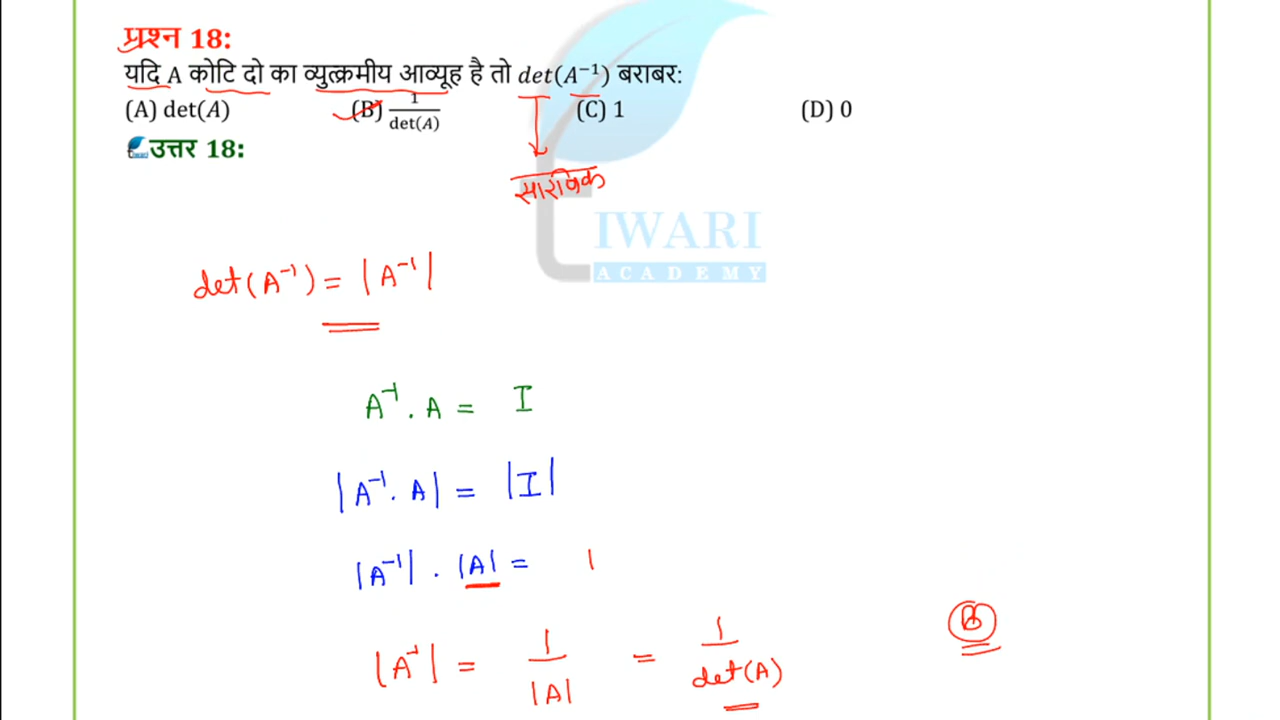 प्रश्न 18:
यदि A कोटि दो का व्युत्क्रमीय आव्यूह है तो det(A⁻¹) बराबर:
(A) det(A) (B) 1/det(A) (C) 1 (D) 0
उत्तर 18:
सारणिक
IWARI
ACADEMY
det(A⁻¹) = |A⁻¹|
A⁻¹ . A = I
|A⁻¹ . A| = |I|
|A⁻¹| . |A| = 1
|A⁻¹| = 1/|A| = 1/det(A)
B